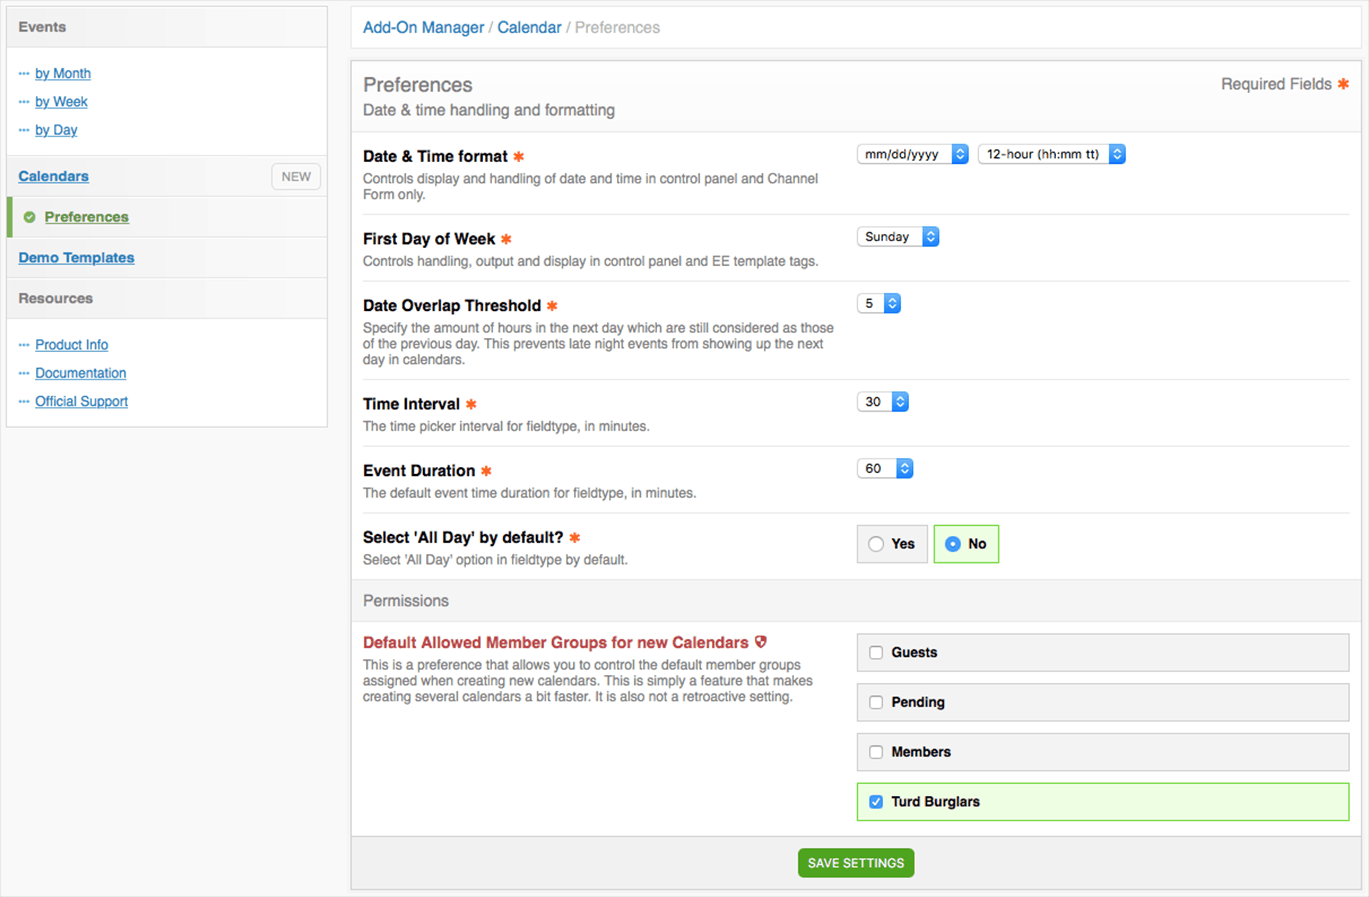 Events
by Month
by Week
by Day
Calendars NEW
Preferences
Demo Templates
Resources
Product Info
Documentation
Official Support
Add-On Manager / Calendar / Preferences
Preferences Required Fields ✱
Date & time handling and formatting
Date & Time format ✱ mm/dd/yyyy 12-hour (hh:mm tt)
Controls display and handling of date and time in control panel and Channel
Form only.
First Day of Week ✱ Sunday
Controls handling, output and display in control panel and EE template tags.
Date Overlap Threshold ✱ 5
Specify the amount of hours in the next day which are still considered as those
of the previous day. This prevents late night events from showing up the next
day in calendars.
Time Interval ✱ 30
The time picker interval for fieldtype, in minutes.
Event Duration ✱ 60
The default event time duration for fieldtype, in minutes.
Select 'All Day' by default? ✱ Yes No
Select 'All Day' option in fieldtype by default.
Permissions
Default Allowed Member Groups for new Calendars
This is a preference that allows you to control the default member groups
assigned when creating new calendars. This is simply a feature that makes
creating several calendars a bit faster. It is also not a retroactive setting.
Guests
Pending
Members
Turd Burglars
SAVE SETTINGS